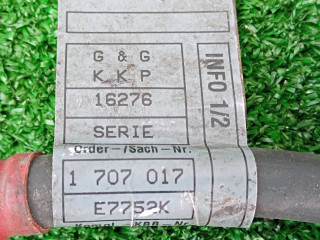 G & G
K K P
16276
SERIE
INFO 1/2
Order-/Sach-Nr.
1 707 017
E7752K